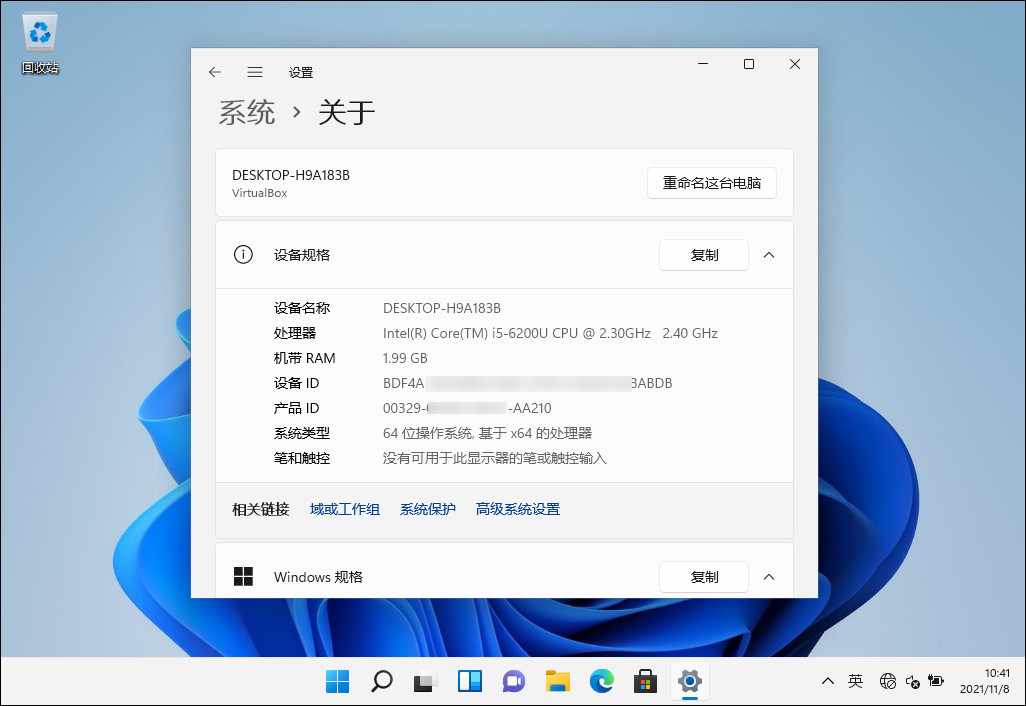 回收站
设置
系统 › 关于
DESKTOP-H9A183B
VirtualBox
重命名这台电脑
设备规格
复制
设备名称 DESKTOP-H9A183B
处理器 Intel(R) Core(TM) i5-6200U CPU @ 2.30GHz 2.40 GHz
机带 RAM 1.99 GB
设备 ID BDF4A BABDB
产品 ID 00329- -AA210
系统类型 64 位操作系统, 基于 x64 的处理器
笔和触控 没有可用于此显示器的笔或触控输入
相关链接 域或工作组 系统保护 高级系统设置
Windows 规格
复制
英
10:41
2021/11/8